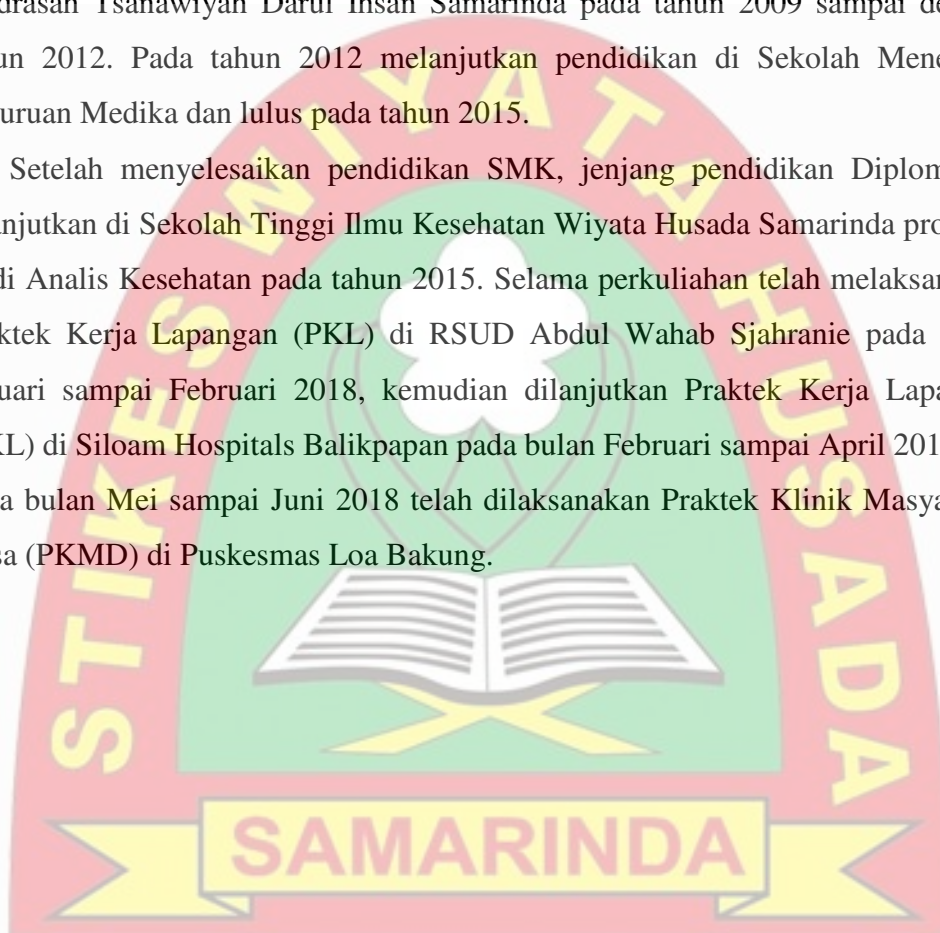 drasan Tsanawiyah Darul Ihsan Samarinda pada tahun 2009 sampai de
un 2012. Pada tahun 2012 melanjutkan pendidikan di Sekolah Mene
uruan Medika dan lulus pada tahun 2015.
Setelah menyelesaikan pendidikan SMK, jenjang pendidikan Diplom
njutkan di Sekolah Tinggi Ilmu Kesehatan Wiyata Husada Samarinda pro
di Analis Kesehatan pada tahun 2015. Selama perkuliahan telah melaksan
ktek Kerja Lapangan (PKL) di RSUD Abdul Wahab Sjahranie pada
uari sampai Februari 2018, kemudian dilanjutkan Praktek Kerja Lapa
KL) di Siloam Hospitals Balikpapan pada bulan Februari sampai April 201
a bulan Mei sampai Juni 2018 telah dilaksanakan Praktek Klinik Masya
sa (PKMD) di Puskesmas Loa Bakung.
STIKES WIYATA HUSADA
SAMARINDA